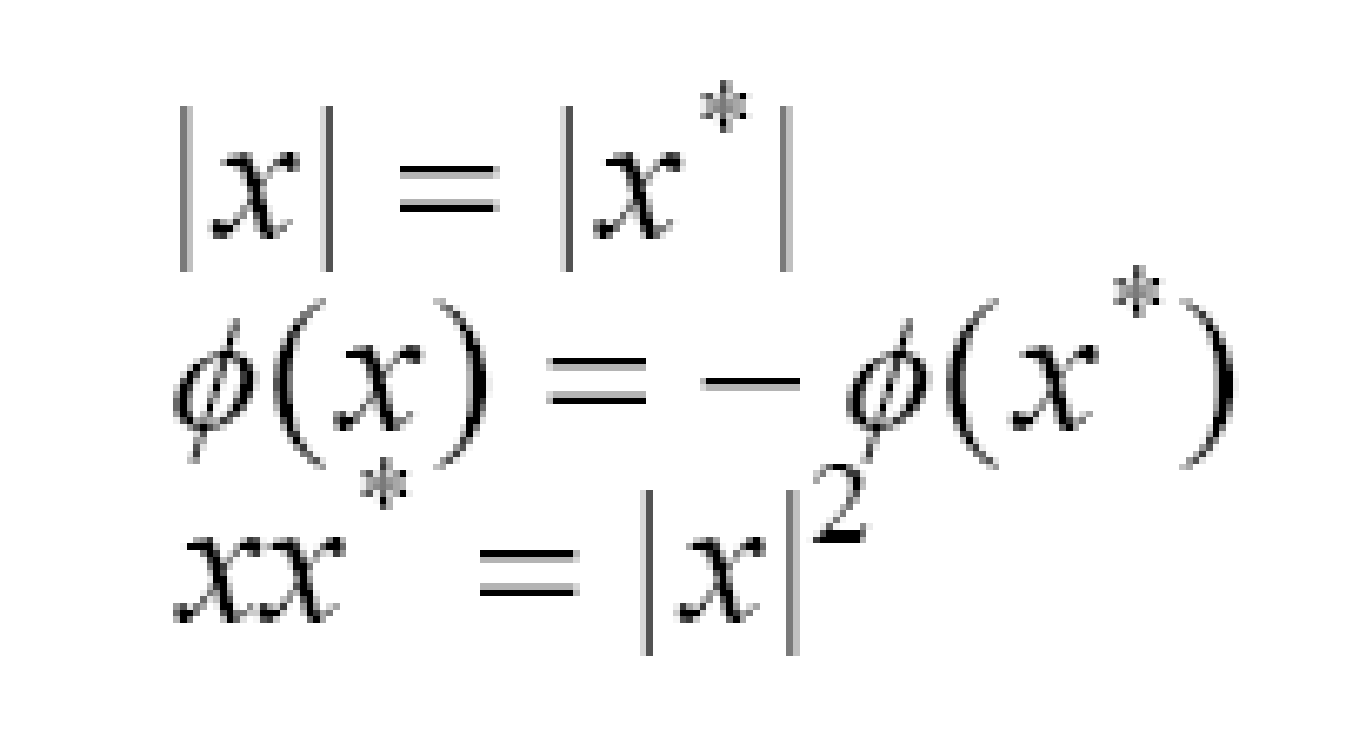 |x| = |x*|
ϕ(x) = − ϕ(x*)
xx* = |x|²